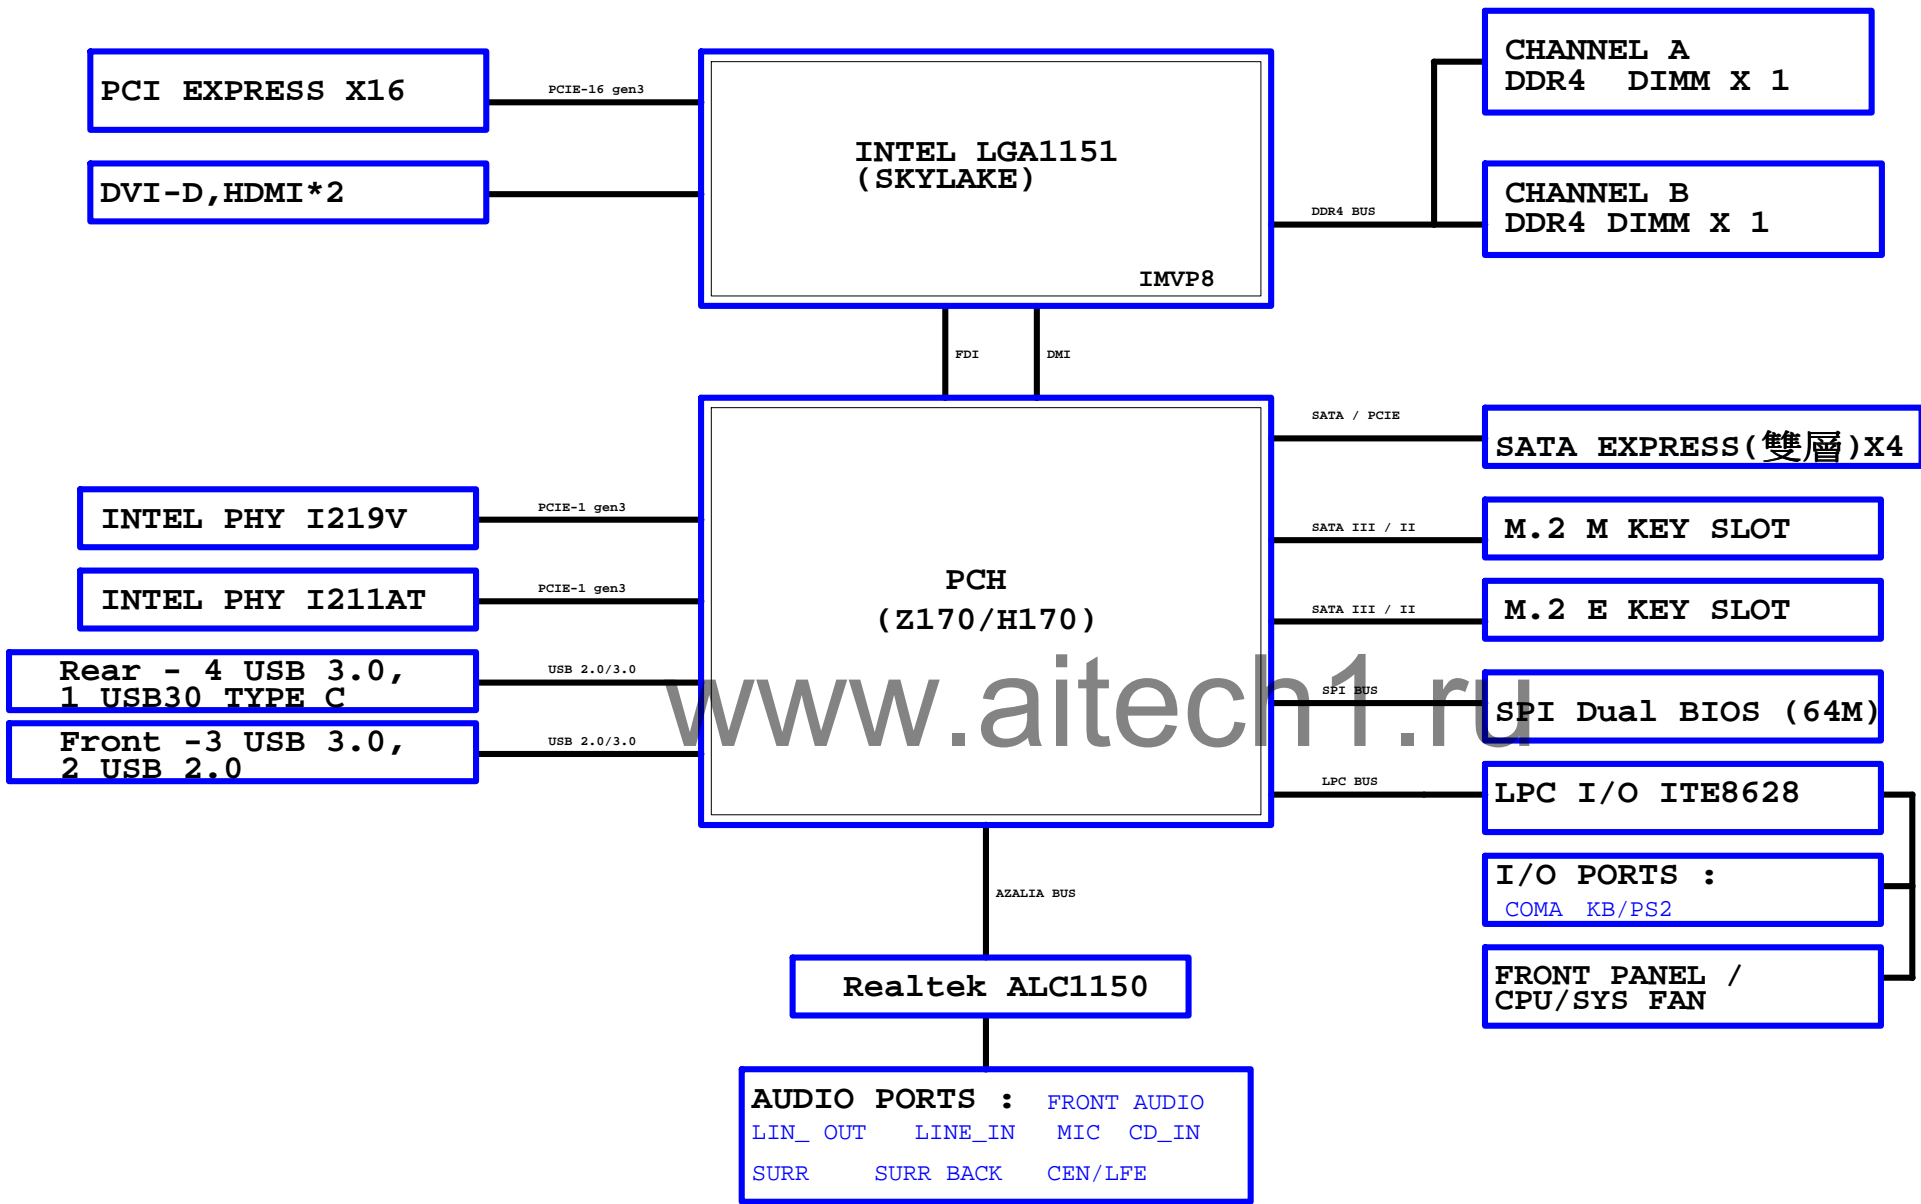 PCI EXPRESS X16
PCIE-16 gen3
DVI-D,HDMI*2
INTEL LGA1151
(SKYLAKE)
IMVP8
DDR4 BUS
CHANNEL A
DDR4 DIMM X 1
CHANNEL B
DDR4 DIMM X 1
FDI
DMI
INTEL PHY I219V
PCIE-1 gen3
INTEL PHY I211AT
PCIE-1 gen3
Rear - 4 USB 3.0,
1 USB30 TYPE C
USB 2.0/3.0
Front -3 USB 3.0,
2 USB 2.0
USB 2.0/3.0
PCH
(Z170/H170)
www.aitech1.ru
SATA / PCIE
SATA EXPRESS(雙層)X4
SATA III / II
M.2 M KEY SLOT
SATA III / II
M.2 E KEY SLOT
SPI BUS
SPI Dual BIOS (64M)
LPC BUS
LPC I/O ITE8628
I/O PORTS :
COMA KB/PS2
FRONT PANEL /
CPU/SYS FAN
AZALIA BUS
Realtek ALC1150
AUDIO PORTS : FRONT AUDIO
LIN_ OUT LINE_IN MIC CD_IN
SURR SURR BACK CEN/LFE